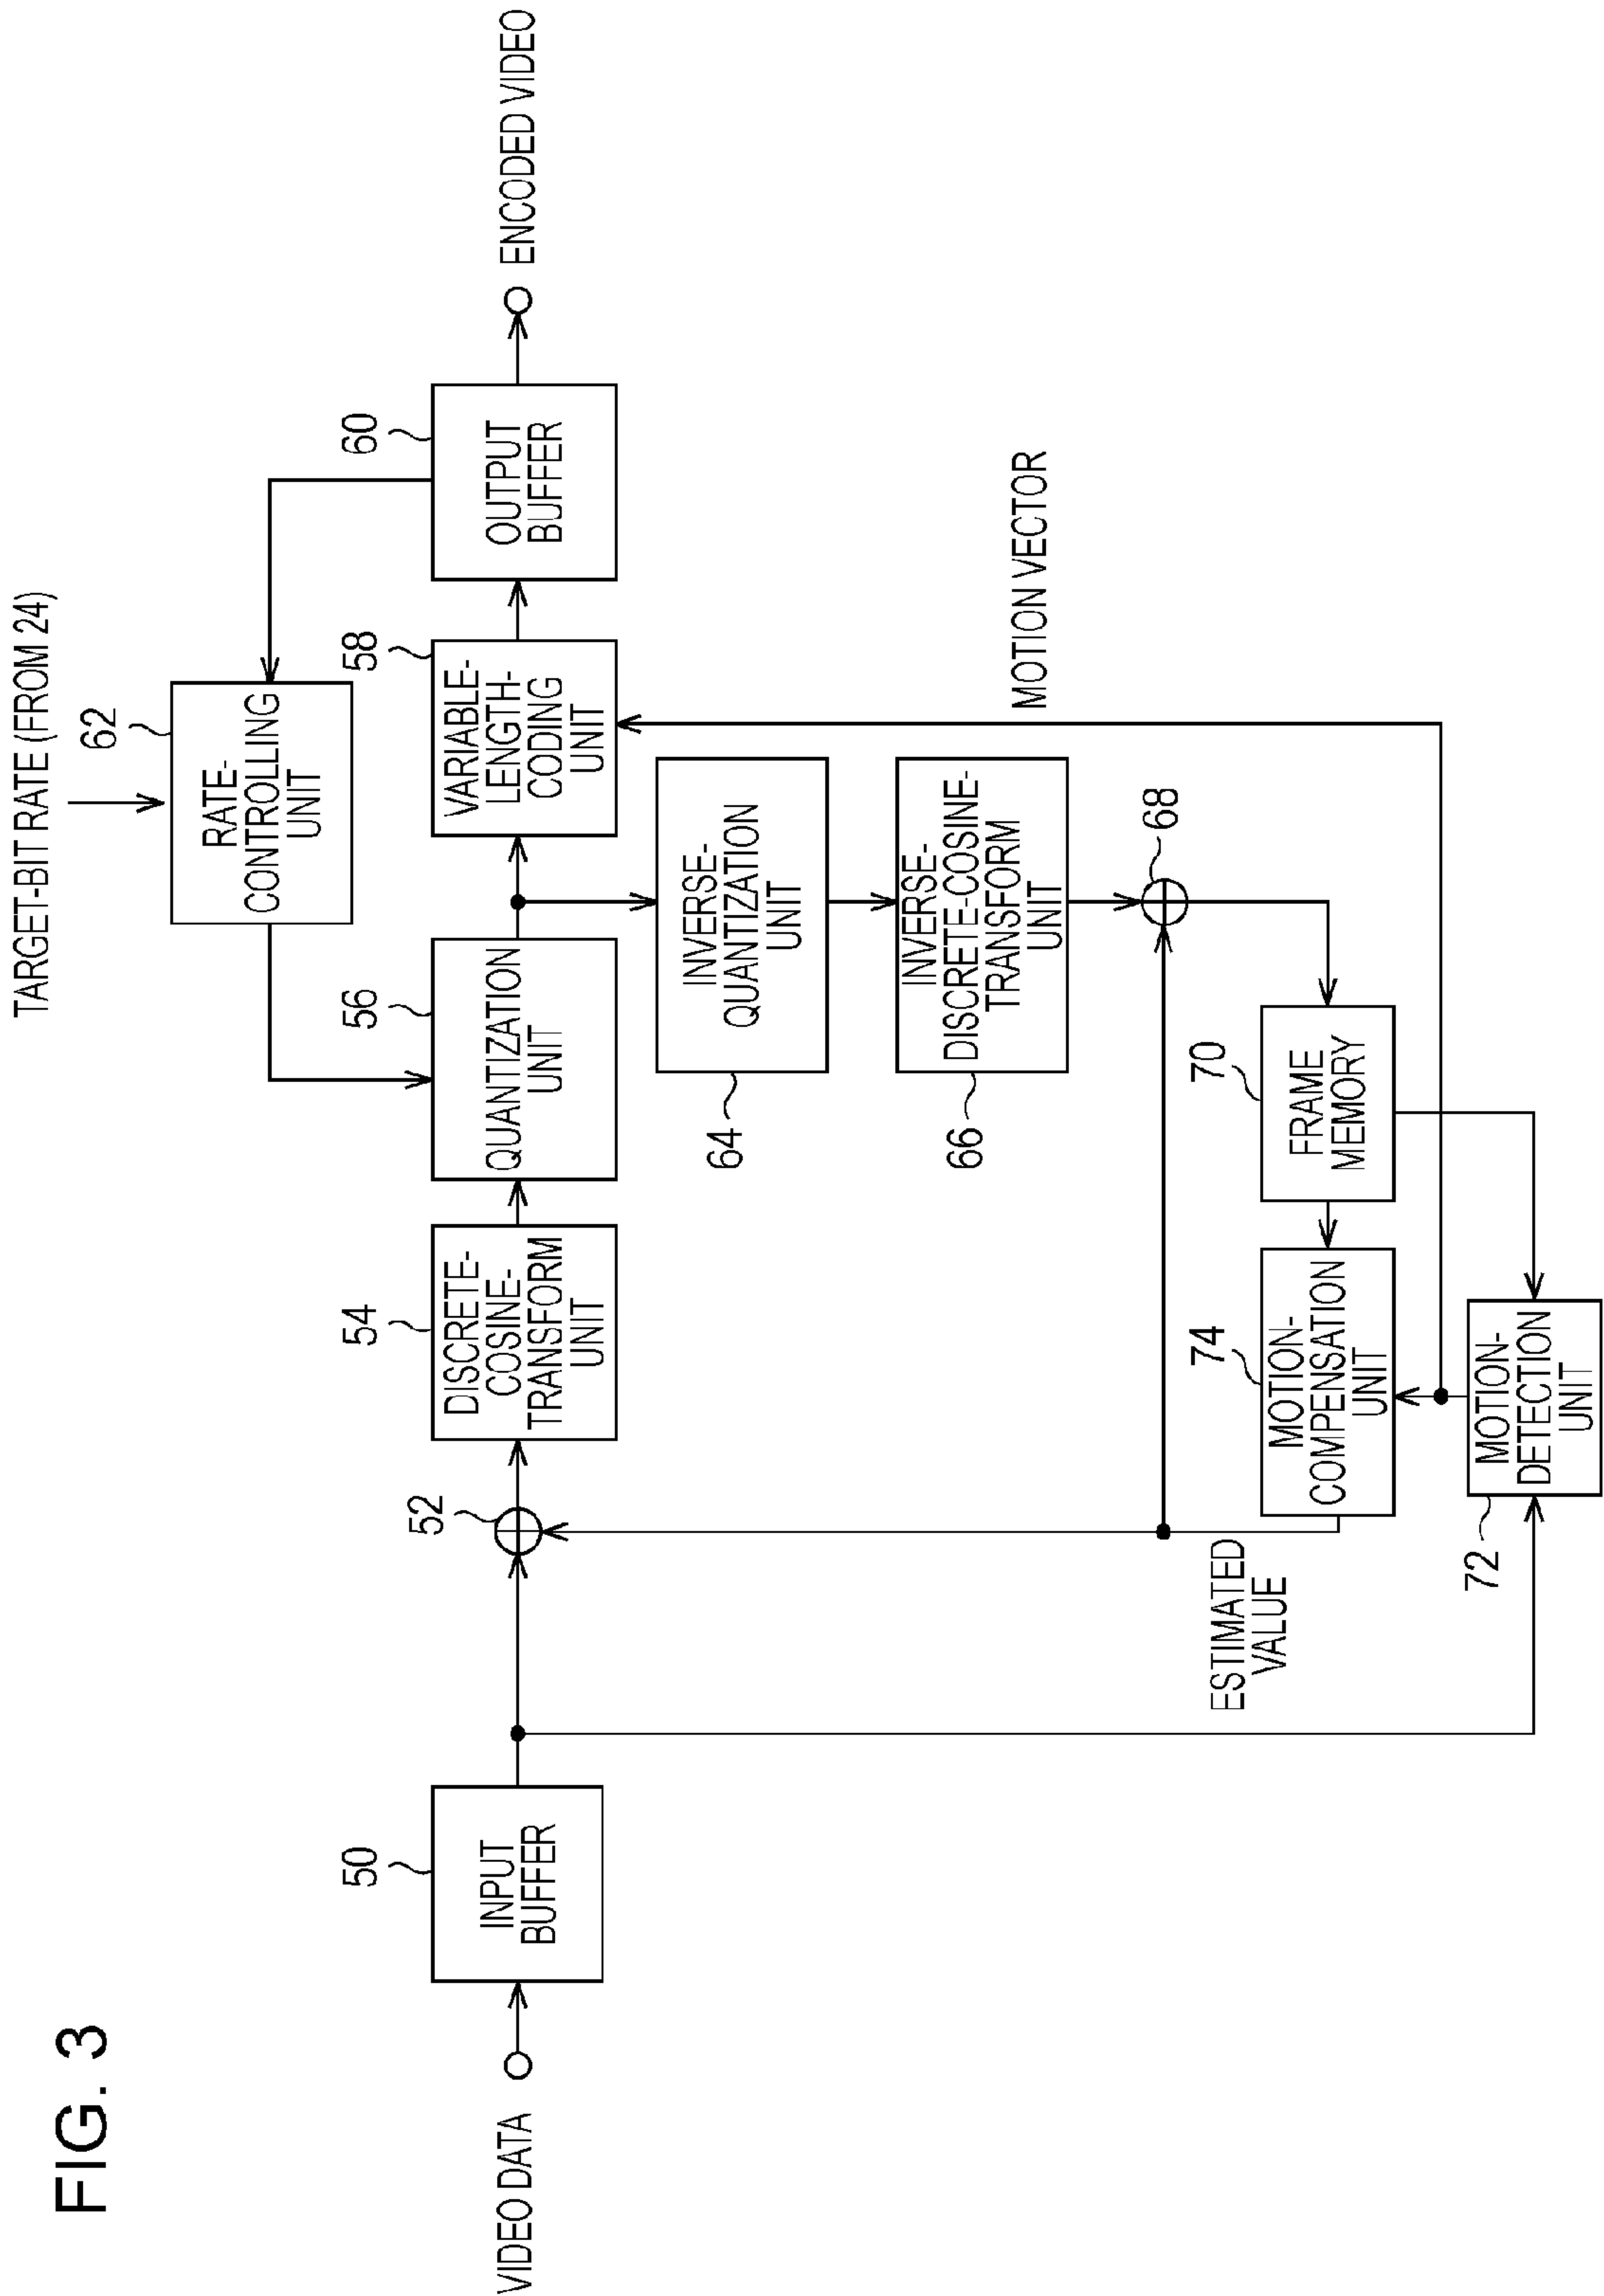 FIG. 3
TARGET-BIT RATE (FROM 24)
62
RATE-
CONTROLLING
UNIT
50
54
56
58
60
VIDEO DATA
INPUT
BUFFER
52
DISCRETE-
COSINE-
TRANSFORM
UNIT
QUANTIZATION
UNIT
VARIABLE-
LENGTH-
CODING
UNIT
OUTPUT
BUFFER
ENCODED VIDEO
64
INVERSE-
QUANTIZATION
UNIT
66
INVERSE-
DISCRETE-COSINE-
TRANSFORM
UNIT
MOTION VECTOR
68
ESTIMATED
VALUE
74
MOTION-
COMPENSATION
UNIT
70
FRAME
MEMORY
72
MOTION-
DETECTION
UNIT